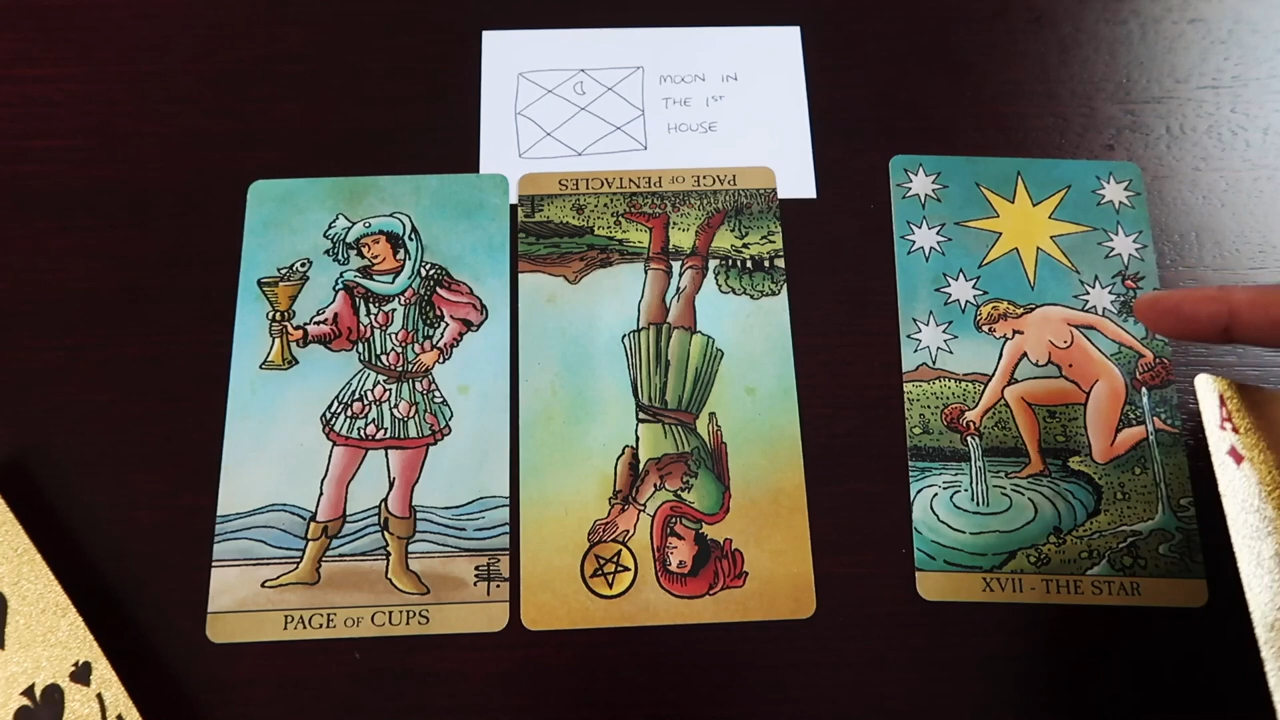 MOON IN
THE 1ST
HOUSE
PAGE OF PENTACLES
PAGE OF CUPS
XVII - THE STAR
A